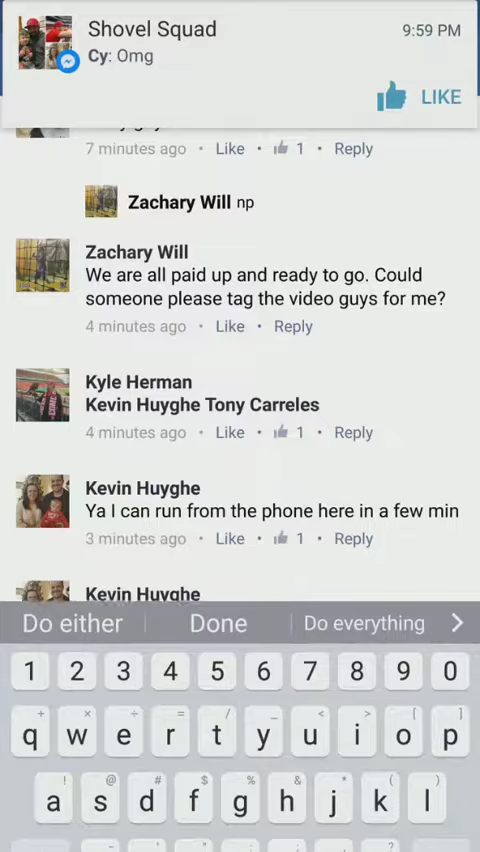 Shovel Squad
9:59 PM
Cy: Omg
LIKE
7 minutes ago • Like • 1 • Reply
Zachary Will np
Zachary Will
We are all paid up and ready to go. Could
someone please tag the video guys for me?
4 minutes ago • Like • Reply
Kyle Herman
Kevin Huyghe Tony Carreles
4 minutes ago • Like • 1 • Reply
Kevin Huyghe
Ya I can run from the phone here in a few min
3 minutes ago • Like • 1 • Reply
Kevin Huyghe
Do either Done Do everything
1 2 3 4 5 6 7 8 9 0
+ × ÷ = / _ < > [ ]
q w e r t y u i o p
! @ # $ % & * ( )
a s d f g h j k l